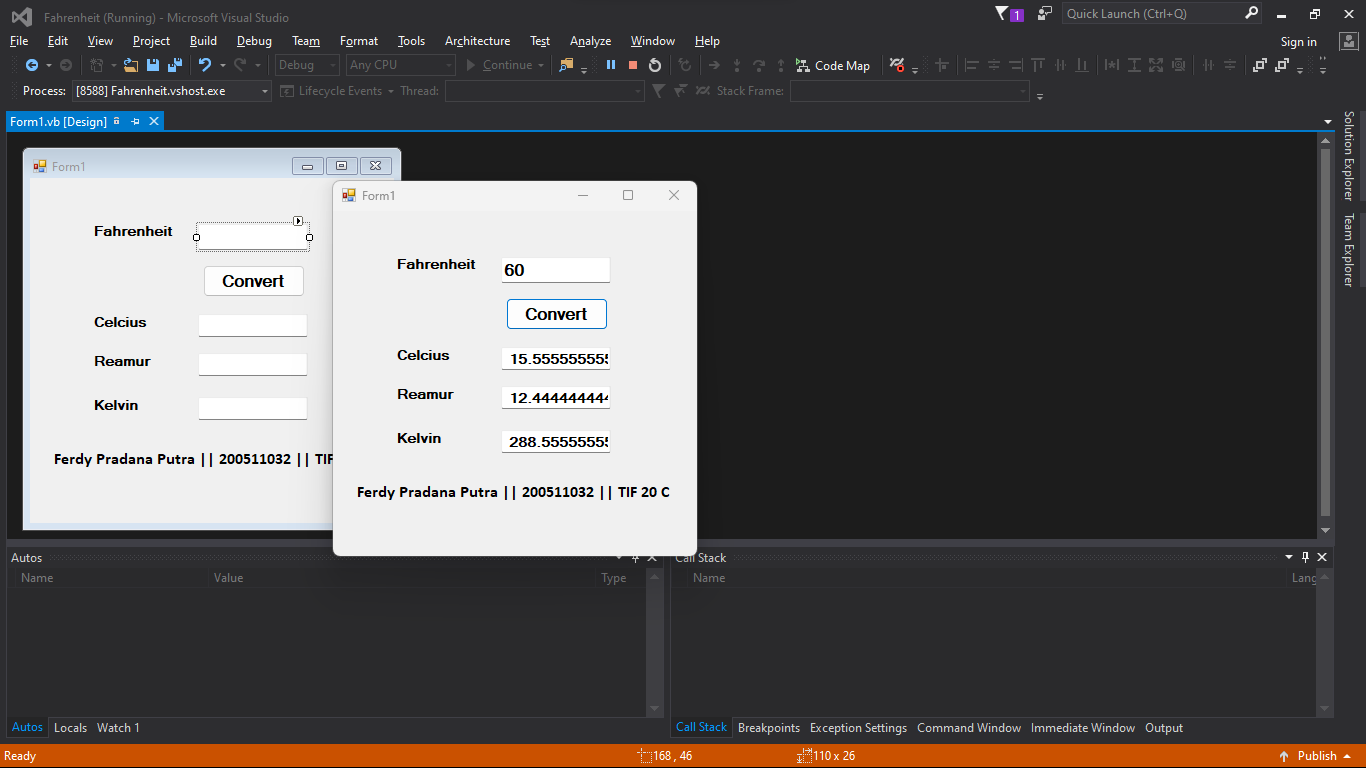 Fahrenheit (Running) - Microsoft Visual Studio
1
Quick Launch (Ctrl+Q)
File Edit View Project Build Debug Team Format Tools Architecture Test Analyze Window Help
Sign in
Debug Any CPU Continue Code Map
Process: [8588] Fahrenheit.vshost.exe Lifecycle Events Thread: Stack Frame:
Form1.vb [Design]
Solution Explorer
Team Explorer
Form1
Fahrenheit
Convert
Celcius
Reamur
Kelvin
Ferdy Pradana Putra || 200511032 || TIF
Form1
Fahrenheit 60
Convert
Celcius 15.555555555
Reamur 12.444444444
Kelvin 288.55555555
Ferdy Pradana Putra || 200511032 || TIF 20 C
Autos
Name Value Type
Call Stack
Name Lang
Autos Locals Watch 1
Call Stack Breakpoints Exception Settings Command Window Immediate Window Output
Ready 168 , 46 110 x 26 Publish